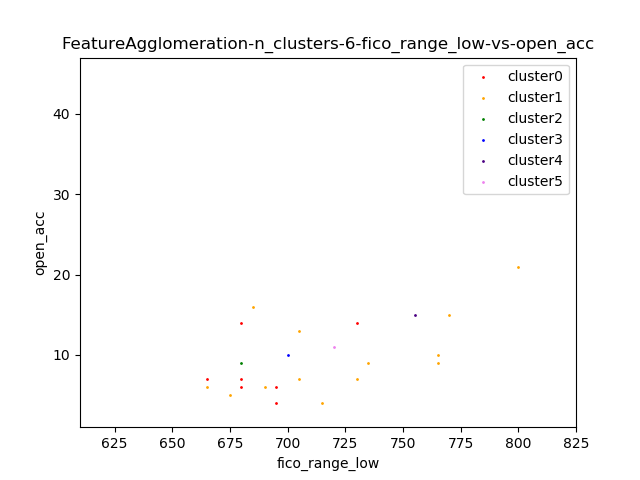 FeatureAgglomeration-n_clusters-6-fico_range_low-vs-open_acc
cluster0
cluster1
cluster2
cluster3
cluster4
cluster5
40
30
20
10
open_acc
625 650 675 700 725 750 775 800 825
fico_range_low